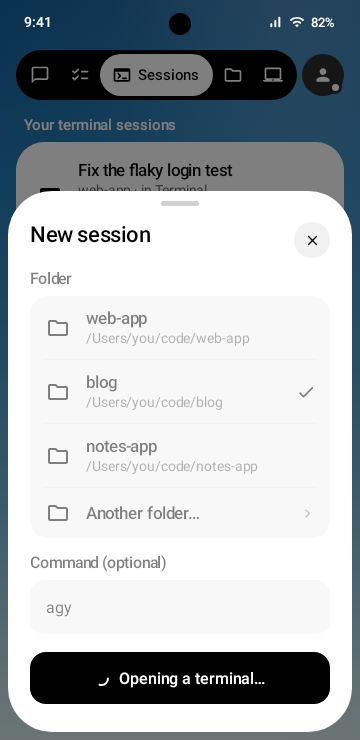 9:41
82%
Sessions
Your terminal sessions
Fix the flaky login test
web-app · in Terminal
New session
Folder
web-app
/Users/you/code/web-app
blog
/Users/you/code/blog
notes-app
/Users/you/code/notes-app
Another folder...
Command (optional)
agy
Opening a terminal...